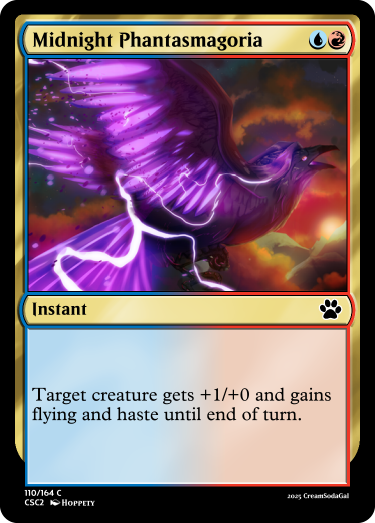 Midnight Phantasmagoria
Instant
Target creature gets +1/+0 and gains
flying and haste until end of turn.
110/164 C
CSC2 Hoppety
2025 CreamSodaGal